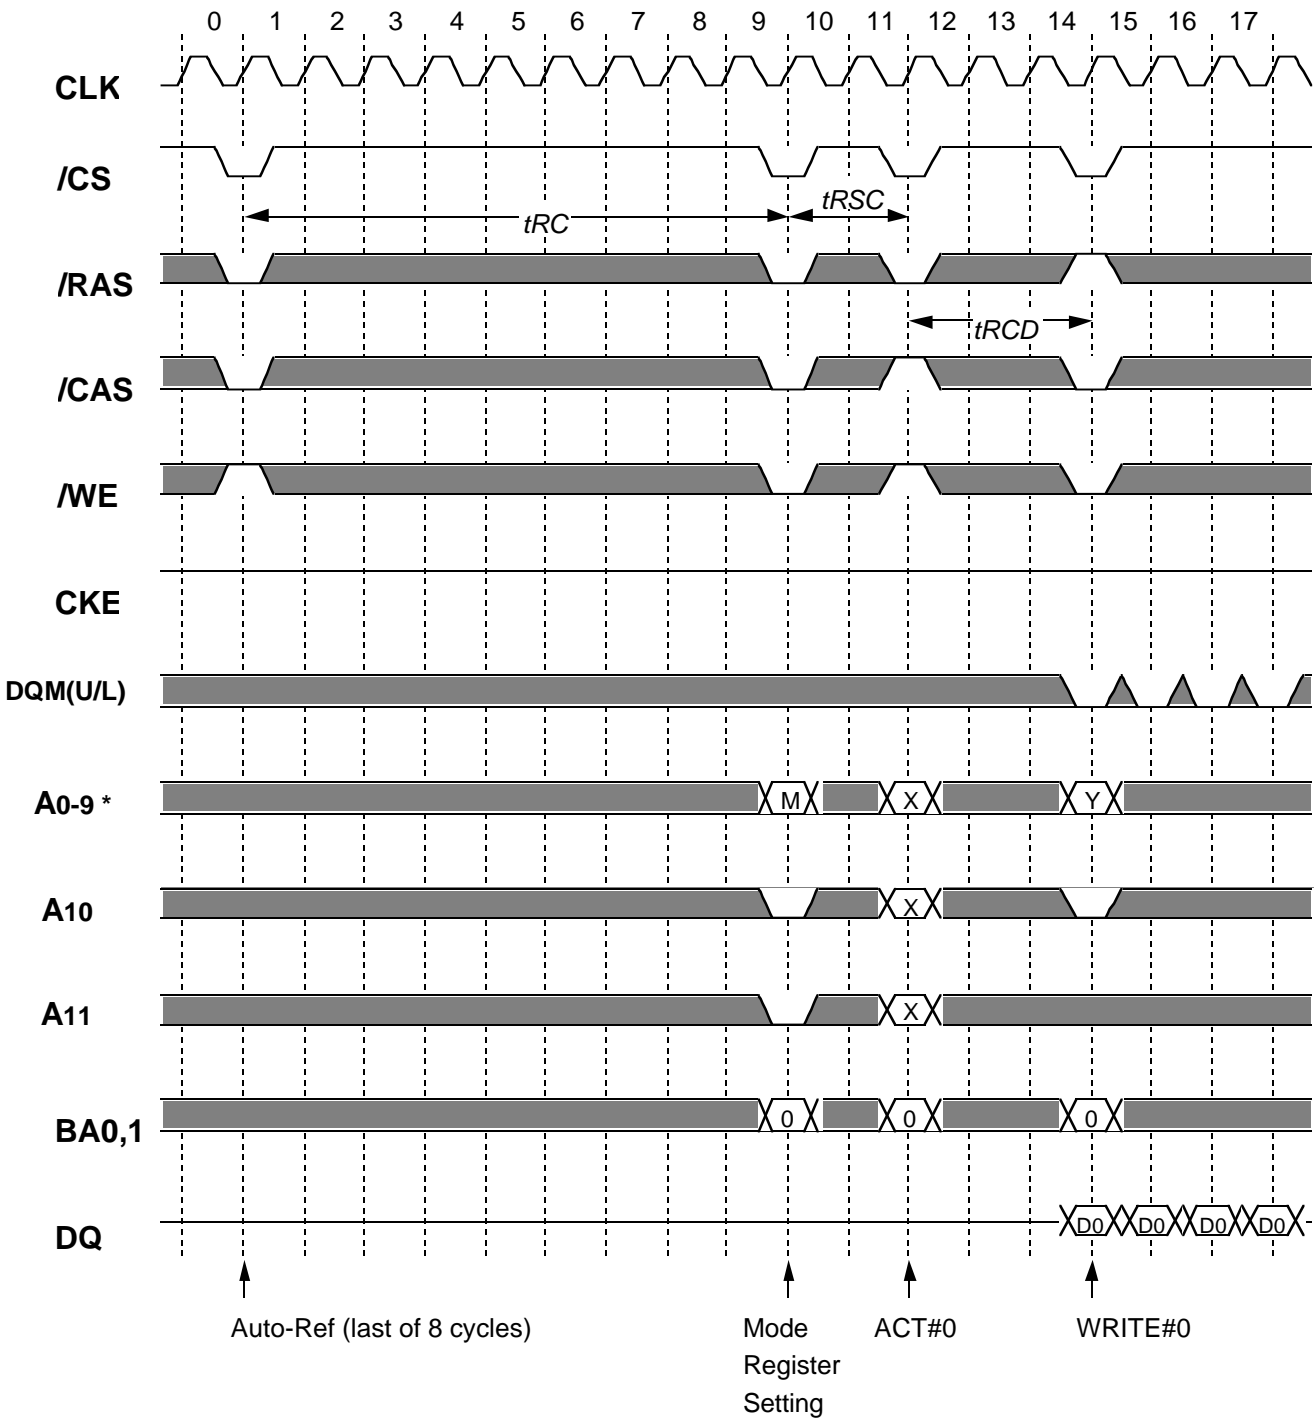 0 1 2 3 4 5 6 7 8 9 10 11 12 13 14 15 16 17
CLK
/CS
tRC
tRSC
/RAS
tRCD
/CAS
/WE
CKE
DQM(U/L)
A0-9 *
M X Y
A10
X
A11
X
BA0,1
0 0 0
DQ
D0 D0 D0 D0
Auto-Ref (last of 8 cycles)
Mode
Register
Setting
ACT#0
WRITE#0